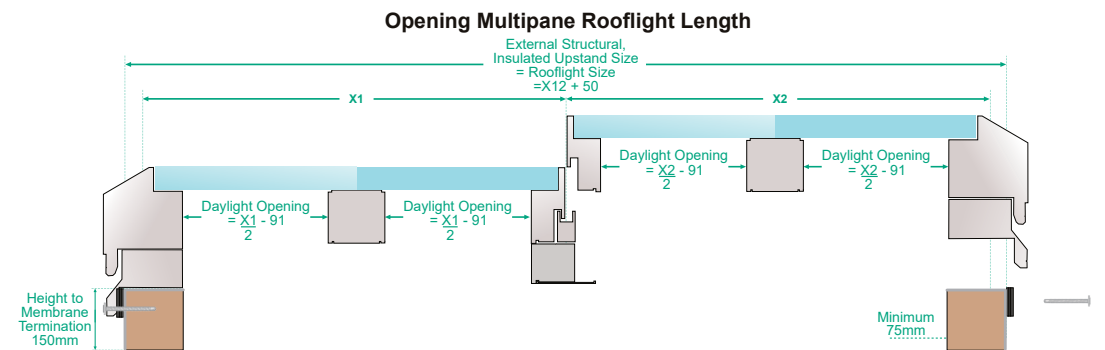 Opening Multipane Rooflight Length
External Structural,
Insulated Upstand Size
= Rooflight Size
=X12 + 50
X1
X2
Daylight Opening
= X2 - 91
2
Daylight Opening
= X2 - 91
2
Daylight Opening
= X1 - 91
2
Daylight Opening
= X1 - 91
2
Height to
Membrane
Termination
150mm
Minimum
75mm